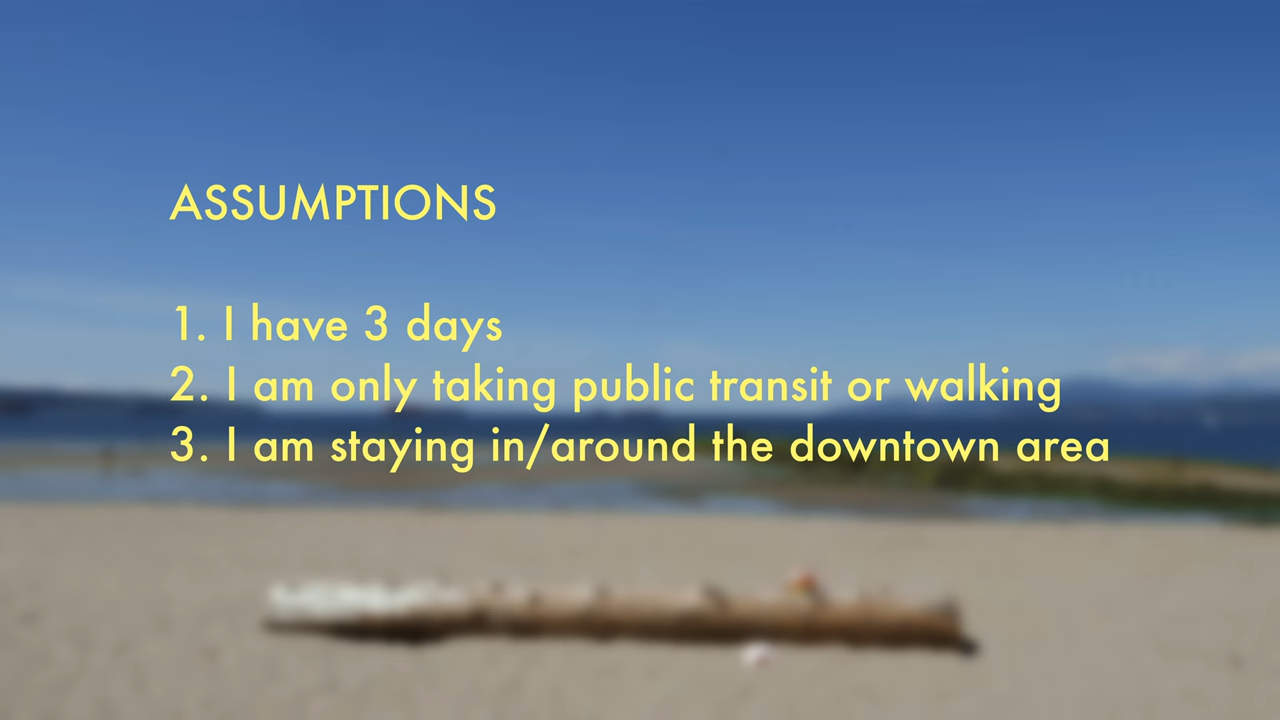 ASSUMPTIONS
1. I have 3 days
2. I am only taking public transit or walking
3. I am staying in/around the downtown area